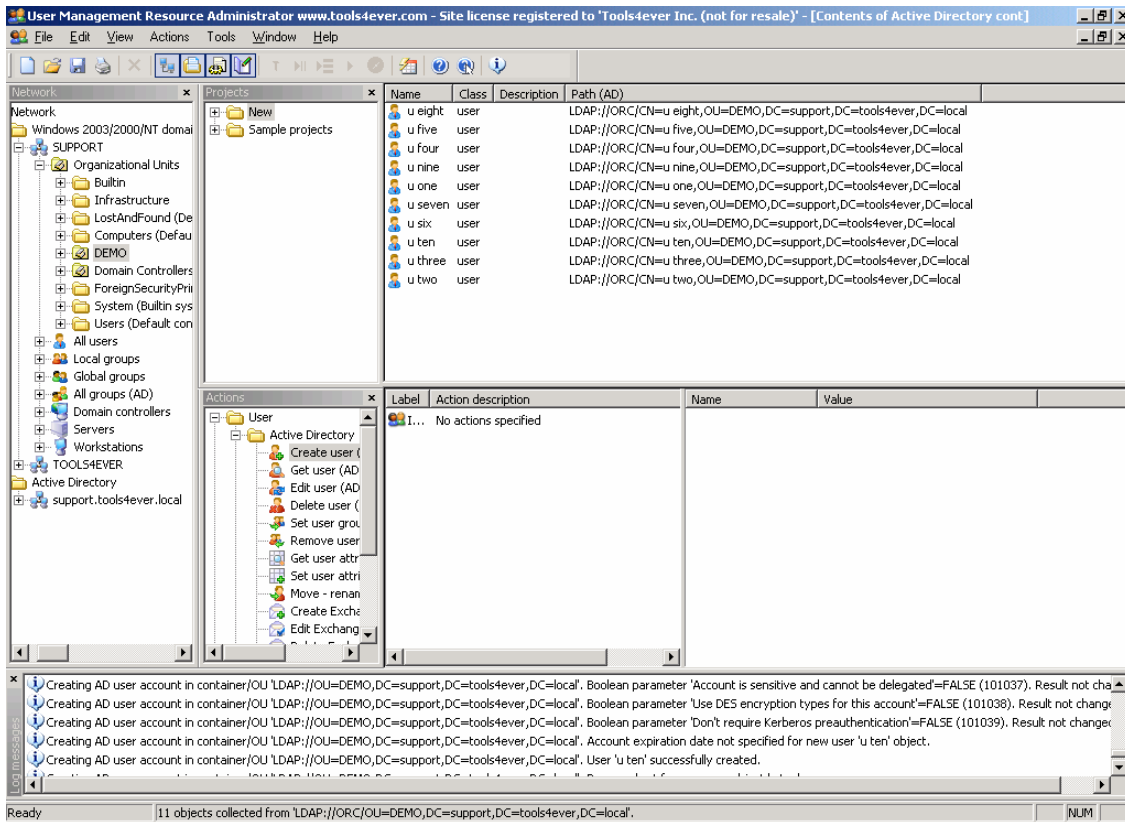 User Management Resource Administrator www.tools4ever.com - Site license registered to 'Tools4ever Inc. (not for resale)' - [Contents of Active Directory cont]
File Edit View Actions Tools Window Help
Network
Network
Windows 2003/2000/NT domai
SUPPORT
Organizational Units
Builtin
Infrastructure
LostAndFound (De
Computers (Defau
DEMO
Domain Controllers
ForeignSecurityPri
System (Builtin sys
Users (Default con
All users
Local groups
Global groups
All groups (AD)
Domain controllers
Servers
Workstations
TOOLS4EVER
Active Directory
support.tools4ever.local
Projects
New
Sample projects
Name Class Description Path (AD)
u eight user LDAP://ORC/CN=u eight,OU=DEMO,DC=support,DC=tools4ever,DC=local
u five user LDAP://ORC/CN=u five,OU=DEMO,DC=support,DC=tools4ever,DC=local
u four user LDAP://ORC/CN=u four,OU=DEMO,DC=support,DC=tools4ever,DC=local
u nine user LDAP://ORC/CN=u nine,OU=DEMO,DC=support,DC=tools4ever,DC=local
u one user LDAP://ORC/CN=u one,OU=DEMO,DC=support,DC=tools4ever,DC=local
u seven user LDAP://ORC/CN=u seven,OU=DEMO,DC=support,DC=tools4ever,DC=local
u six user LDAP://ORC/CN=u six,OU=DEMO,DC=support,DC=tools4ever,DC=local
u ten user LDAP://ORC/CN=u ten,OU=DEMO,DC=support,DC=tools4ever,DC=local
u three user LDAP://ORC/CN=u three,OU=DEMO,DC=support,DC=tools4ever,DC=local
u two user LDAP://ORC/CN=u two,OU=DEMO,DC=support,DC=tools4ever,DC=local
Actions
User
Active Directory
Create user (
Get user (AD
Edit user (AD
Delete user (
Set user grou
Remove user
Get user attr
Set user attri
Move - renan
Create Excha
Edit Exchang
Label Action description
I... No actions specified
Name Value
Log messages
Creating AD user account in container/OU 'LDAP://OU=DEMO,DC=support,DC=tools4ever,DC=local'. Boolean parameter 'Account is sensitive and cannot be delegated'=FALSE (101037). Result not cha
Creating AD user account in container/OU 'LDAP://OU=DEMO,DC=support,DC=tools4ever,DC=local'. Boolean parameter 'Use DES encryption types for this account'=FALSE (101038). Result not change
Creating AD user account in container/OU 'LDAP://OU=DEMO,DC=support,DC=tools4ever,DC=local'. Boolean parameter 'Don't require Kerberos preauthentication'=FALSE (101039). Result not changed
Creating AD user account in container/OU 'LDAP://OU=DEMO,DC=support,DC=tools4ever,DC=local'. Account expiration date not specified for new user 'u ten' object.
Creating AD user account in container/OU 'LDAP://OU=DEMO,DC=support,DC=tools4ever,DC=local'. User 'u ten' successfully created.
Ready 11 objects collected from 'LDAP://ORC/OU=DEMO,DC=support,DC=tools4ever,DC=local'. NUM